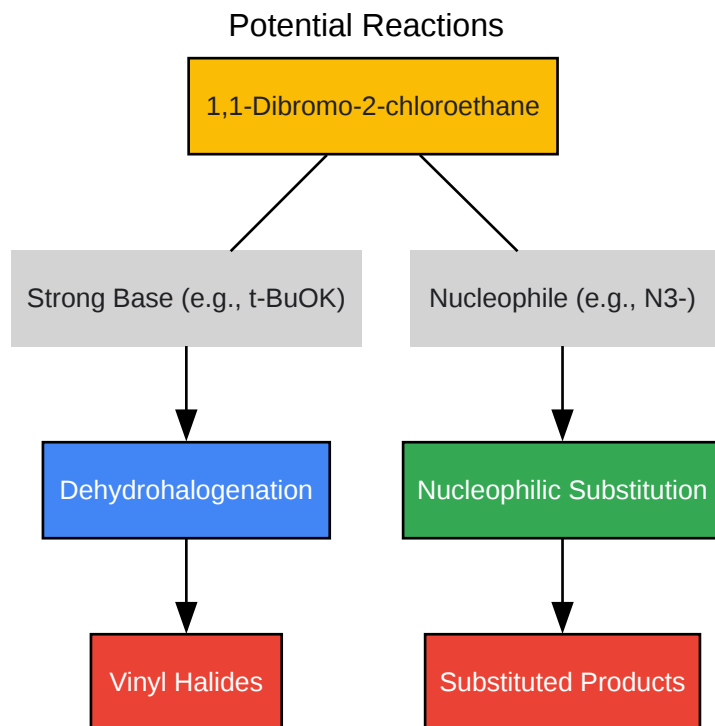 Potential Reactions
1,1-Dibromo-2-chloroethane
Strong Base (e.g., t-BuOK)
Nucleophile (e.g., N3-)
Dehydrohalogenation
Nucleophilic Substitution
Vinyl Halides
Substituted Products